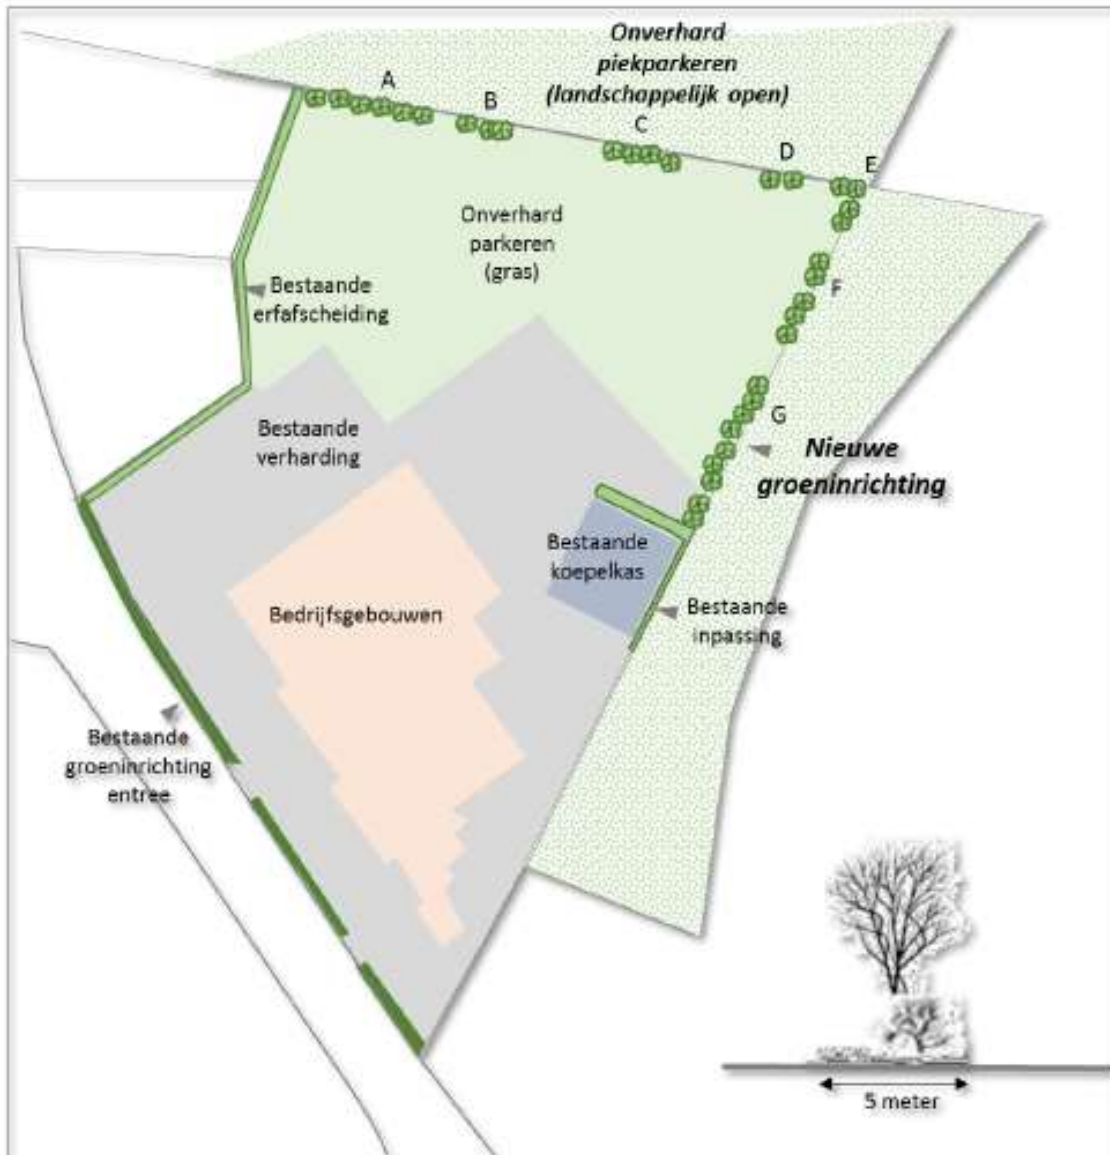 Onverhard
piekparkeren
(landschappelijk open)
A
B
C
D
E
Onverhard
parkeren
(gras)
Bestaande
erfafscheiding
F
Bestaande
verharding
G
Nieuwe
groeninrichting
Bestaande
koepelkas
Bedrijfsgebouwen
Bestaande
inpassing
Bestaande
groeninrichting
entree
5 meter